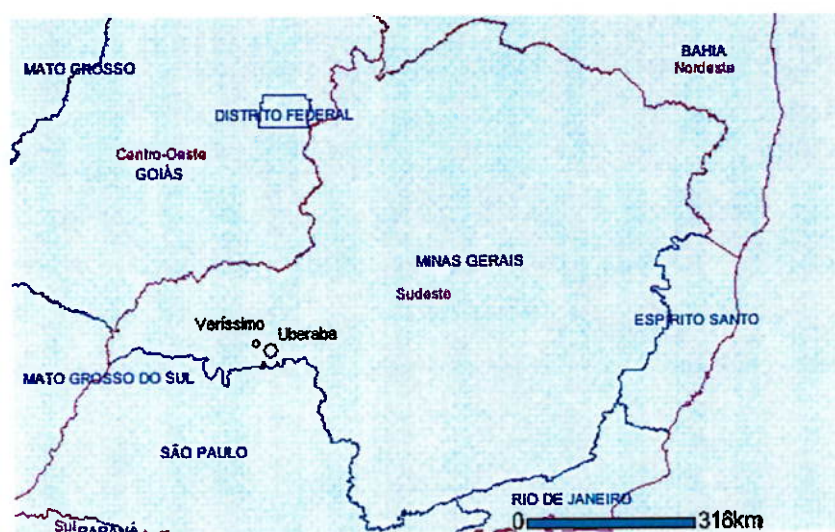 BAHIA
Nordeste
MATO GROSSO
DISTRITO FEDERAL
Centro-Oeste
GOIÁS
MINAS GERAIS
Sudeste
Veríssimo
Uberaba
ESPÍRITO SANTO
MATO GROSSO DO SUL
SÃO PAULO
RIO DE JANEIRO
0 316km
Sul PARANÁ